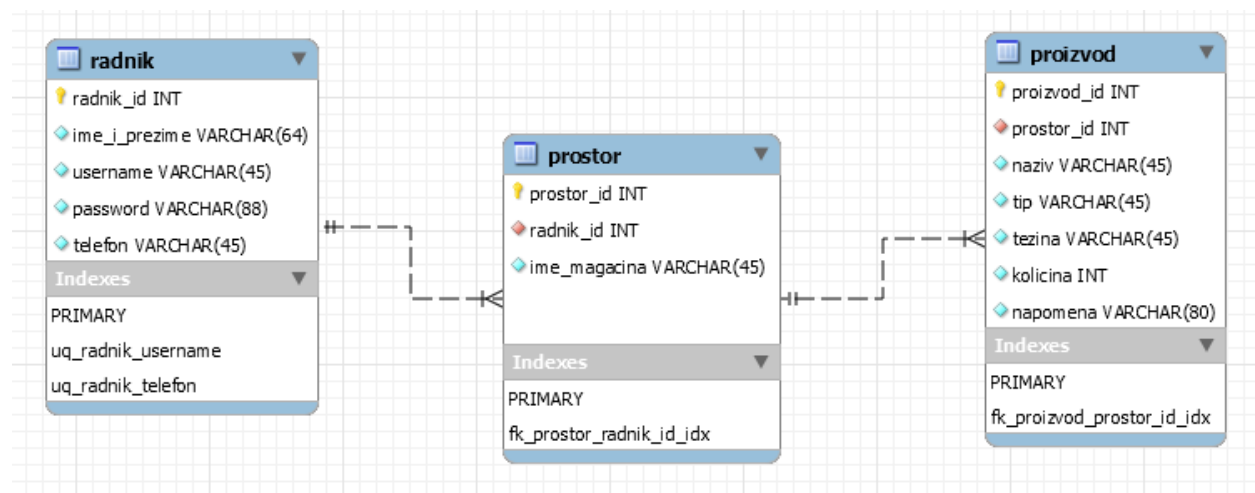 radnik
radnik_id INT
ime_i_prezime VARCHAR(64)
username VARCHAR(45)
password VARCHAR(88)
telefon VARCHAR(45)
Indexes
PRIMARY
uq_radnik_username
uq_radnik_telefon
prostor
prostor_id INT
radnik_id INT
ime_magacina VARCHAR(45)
Indexes
PRIMARY
fk_prostor_radnik_id_idx
proizvod
proizvod_id INT
prostor_id INT
naziv VARCHAR(45)
tip VARCHAR(45)
tezina VARCHAR(45)
kolicina INT
napomena VARCHAR(80)
Indexes
PRIMARY
fk_proizvod_prostor_id_idx